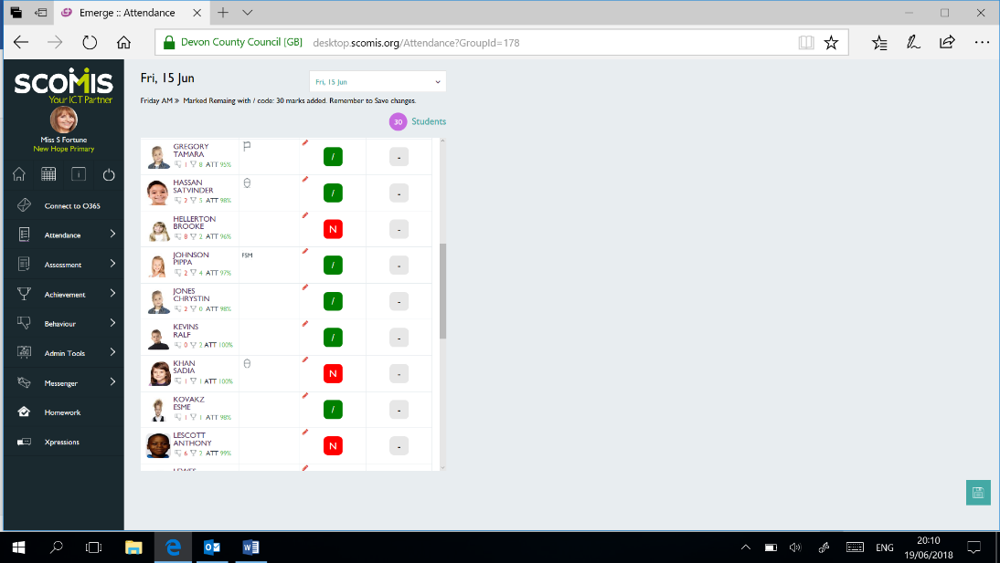 Emerge :: Attendance
Devon County Council [GB] desktop.scomis.org/Attendance?GroupId=178
SCOMIS
Your ICT Partner
Miss S Fortune
New Hope Primary
Connect to O365
Attendance
Assessment
Achievement
Behaviour
Admin Tools
Messenger
Homework
Xpressions
Fri, 15 Jun
Fri, 15 Jun
Friday AM » Marked Remaing with / code: 30 marks added. Remember to Save changes.
30 Students
GREGORY
TAMARA
1 8 ATT 95%
/ -
HASSAN
SATVINDER
2 5 ATT 98%
/ -
HELLERTON
BROOKE
8 2 ATT 96%
N -
JOHNSON
PIPPA
2 4 ATT 97%
FSM
/ -
JONES
CHRYSTIN
2 0 ATT 98%
/ -
KEVINS
RALF
0 2 ATT 100%
/ -
KHAN
SADIA
1 1 ATT 100%
N -
KOVAKZ
ESME
1 1 ATT 98%
/ -
LESCOTT
ANTHONY
6 2 ATT 99%
N -
ENG
20:10
19/06/2018